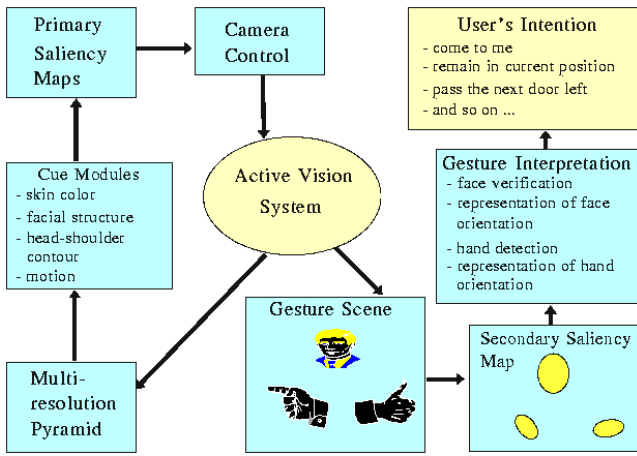 Primary
Saliency
Maps
Camera
Control
User's Intention
- come to me
- remain in current position
- pass the next door left
- and so on ...
Cue Modules
- skin color
- facial structure
- head-shoulder
contour
- motion
Active Vision
System
Gesture Interpretation
- face verification
- representation of face
orientation
- hand detection
- representation of hand
orientation
Multi-
resolution
Pyramid
Gesture Scene
Secondary Saliency
Map